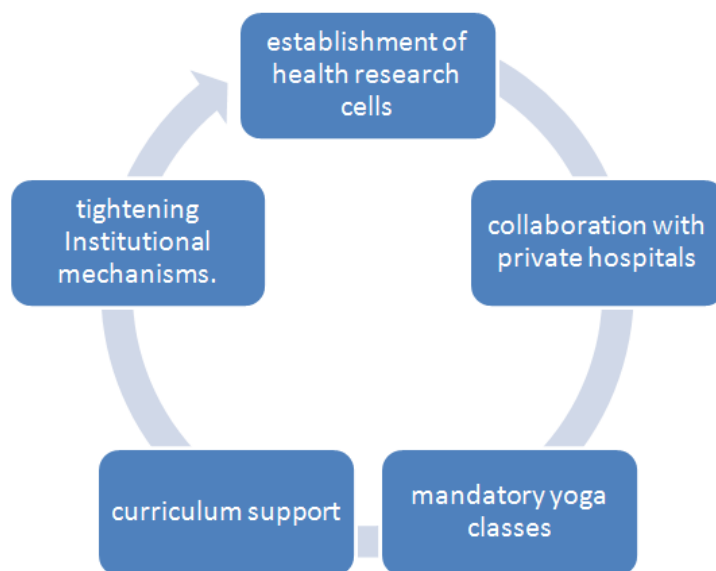 establishment of
health research
cells
collaboration with
private hospitals
mandatory yoga
classes
curriculum support
tightening
Institutional
mechanisms.